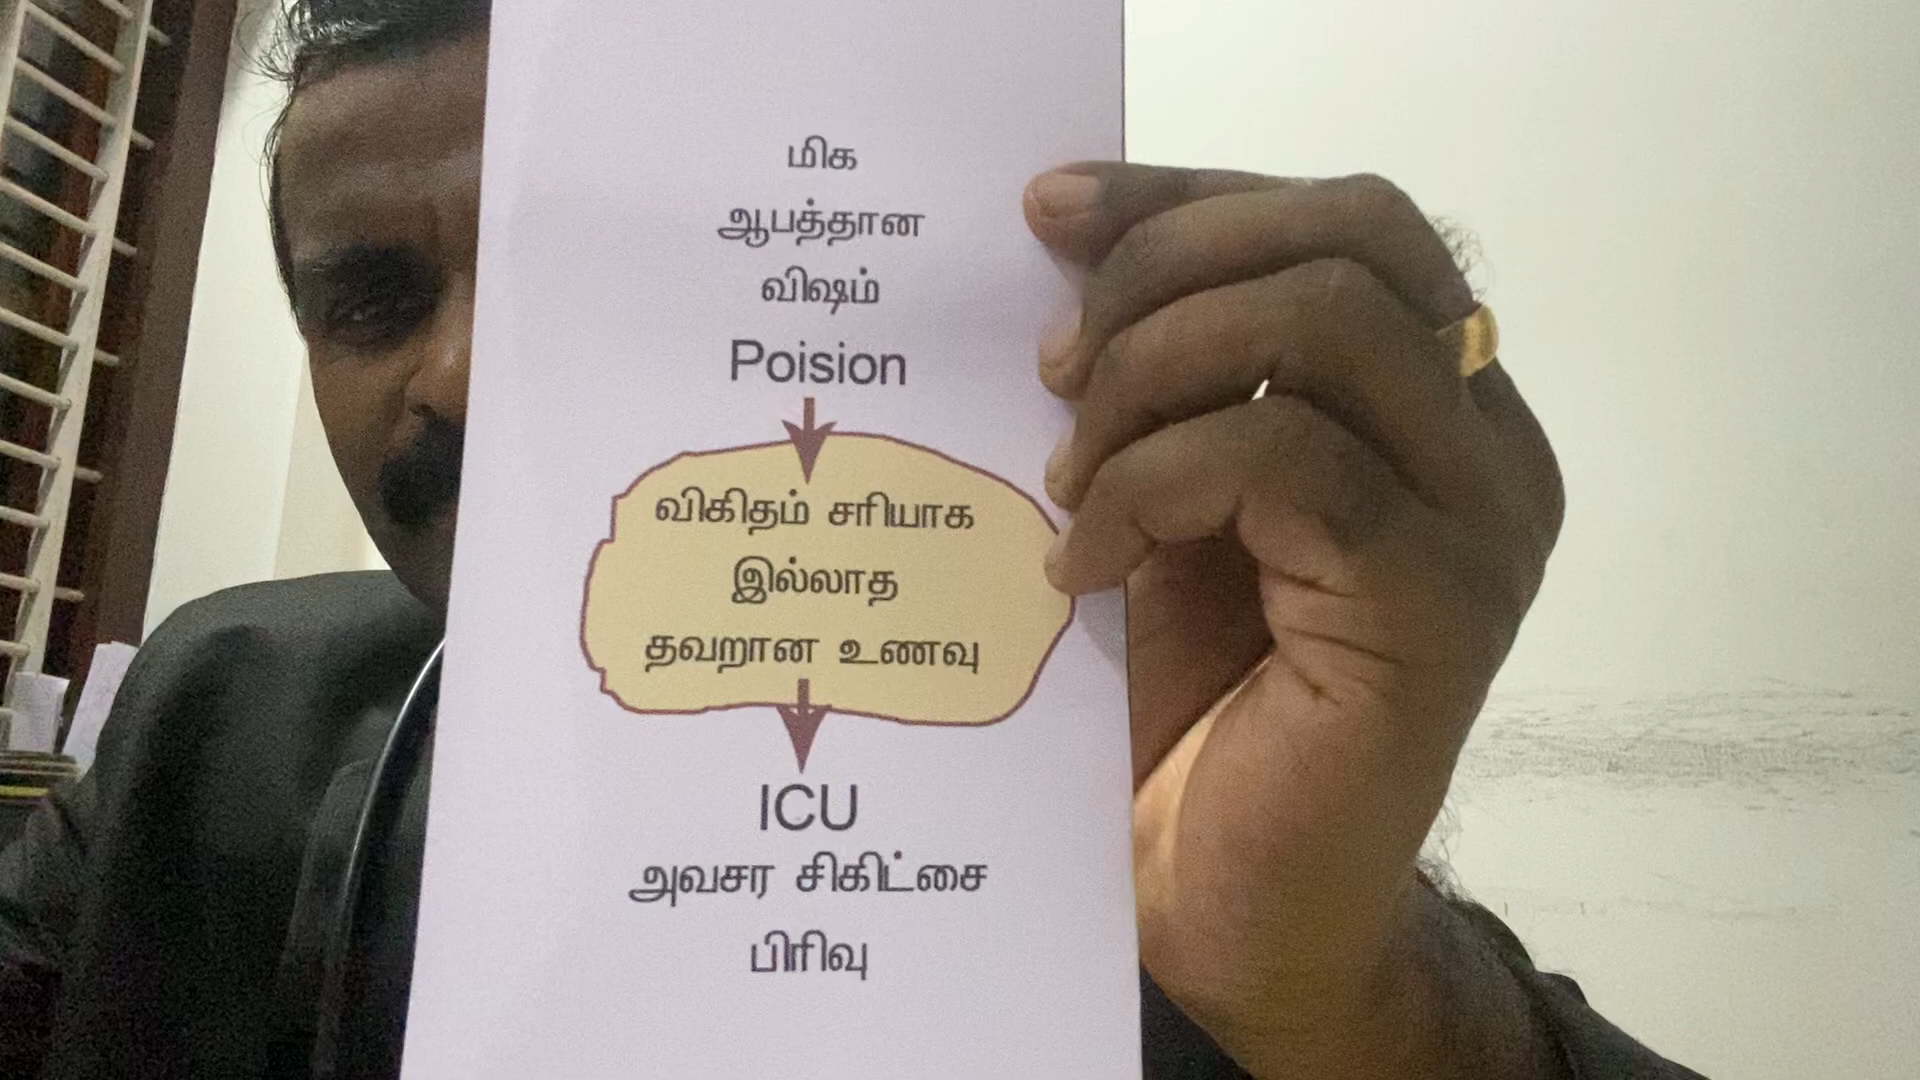 மிக
ஆபத்தான
விஷம்
Poision
விகிதம் சரியாக
இல்லாத
தவறான உணவு
ICU
அவசர சிகிட்சை
பிரிவு